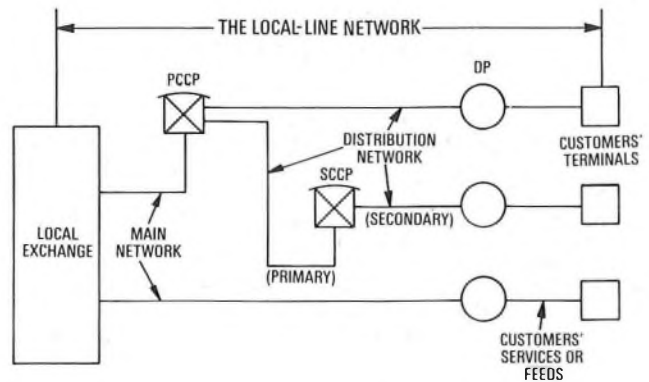 THE LOCAL-LINE NETWORK
PCCP
DP
DISTRIBUTION
NETWORK
CUSTOMERS'
TERMINALS
SCCP
(SECONDARY)
LOCAL
EXCHANGE
MAIN
NETWORK
(PRIMARY)
CUSTOMERS'
SERVICES OR
FEEDS